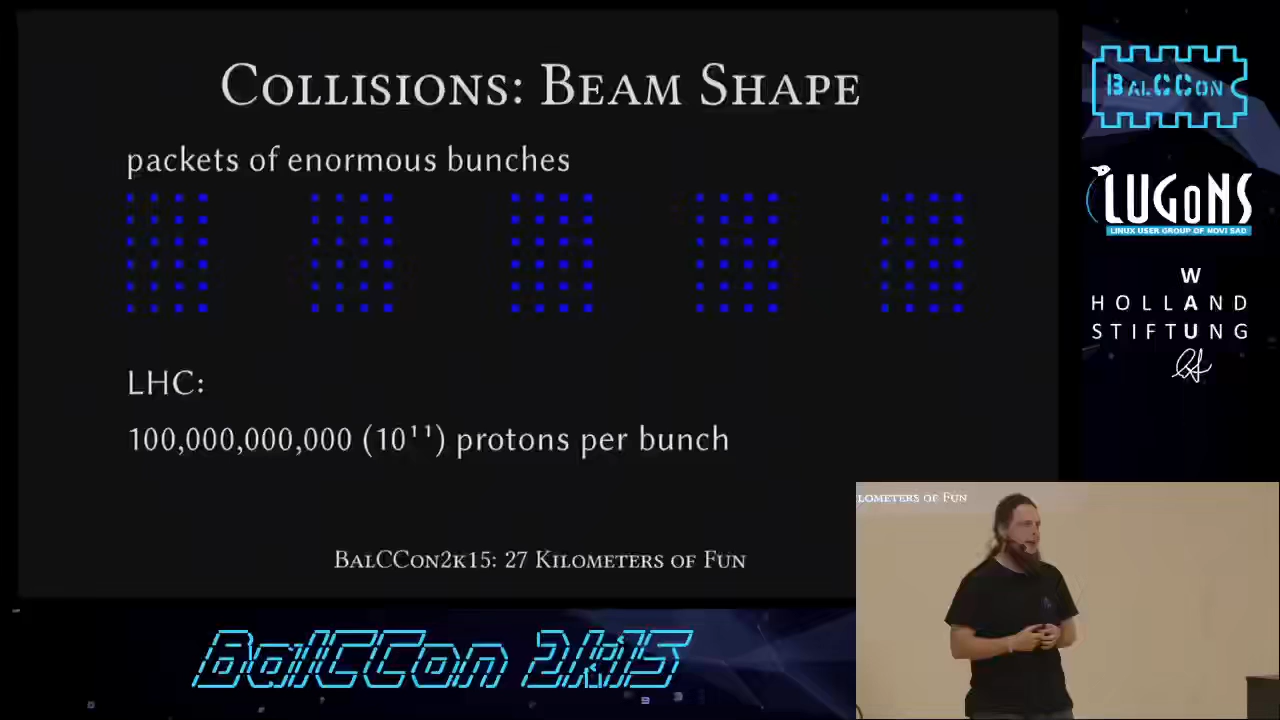 COLLISIONS: BEAM SHAPE
packets of enormous bunches
LHC:
100,000,000,000 (10¹¹) protons per bunch
BALCCON2K15: 27 KILOMETERS OF FUN
BALCCON
LUGoNS
LINUX USER GROUP OF NOVI SAD
W
HOLLAND
A
STIFTUNG
LOMETERS OF FUN
BalCCon 2k15